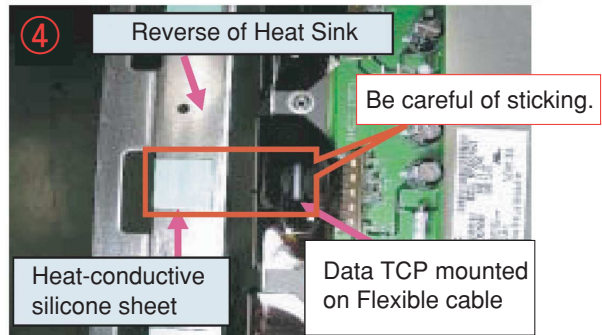 ④
Reverse of Heat Sink
Be careful of sticking.
Heat-conductive
silicone sheet
Data TCP mounted
on Flexible cable